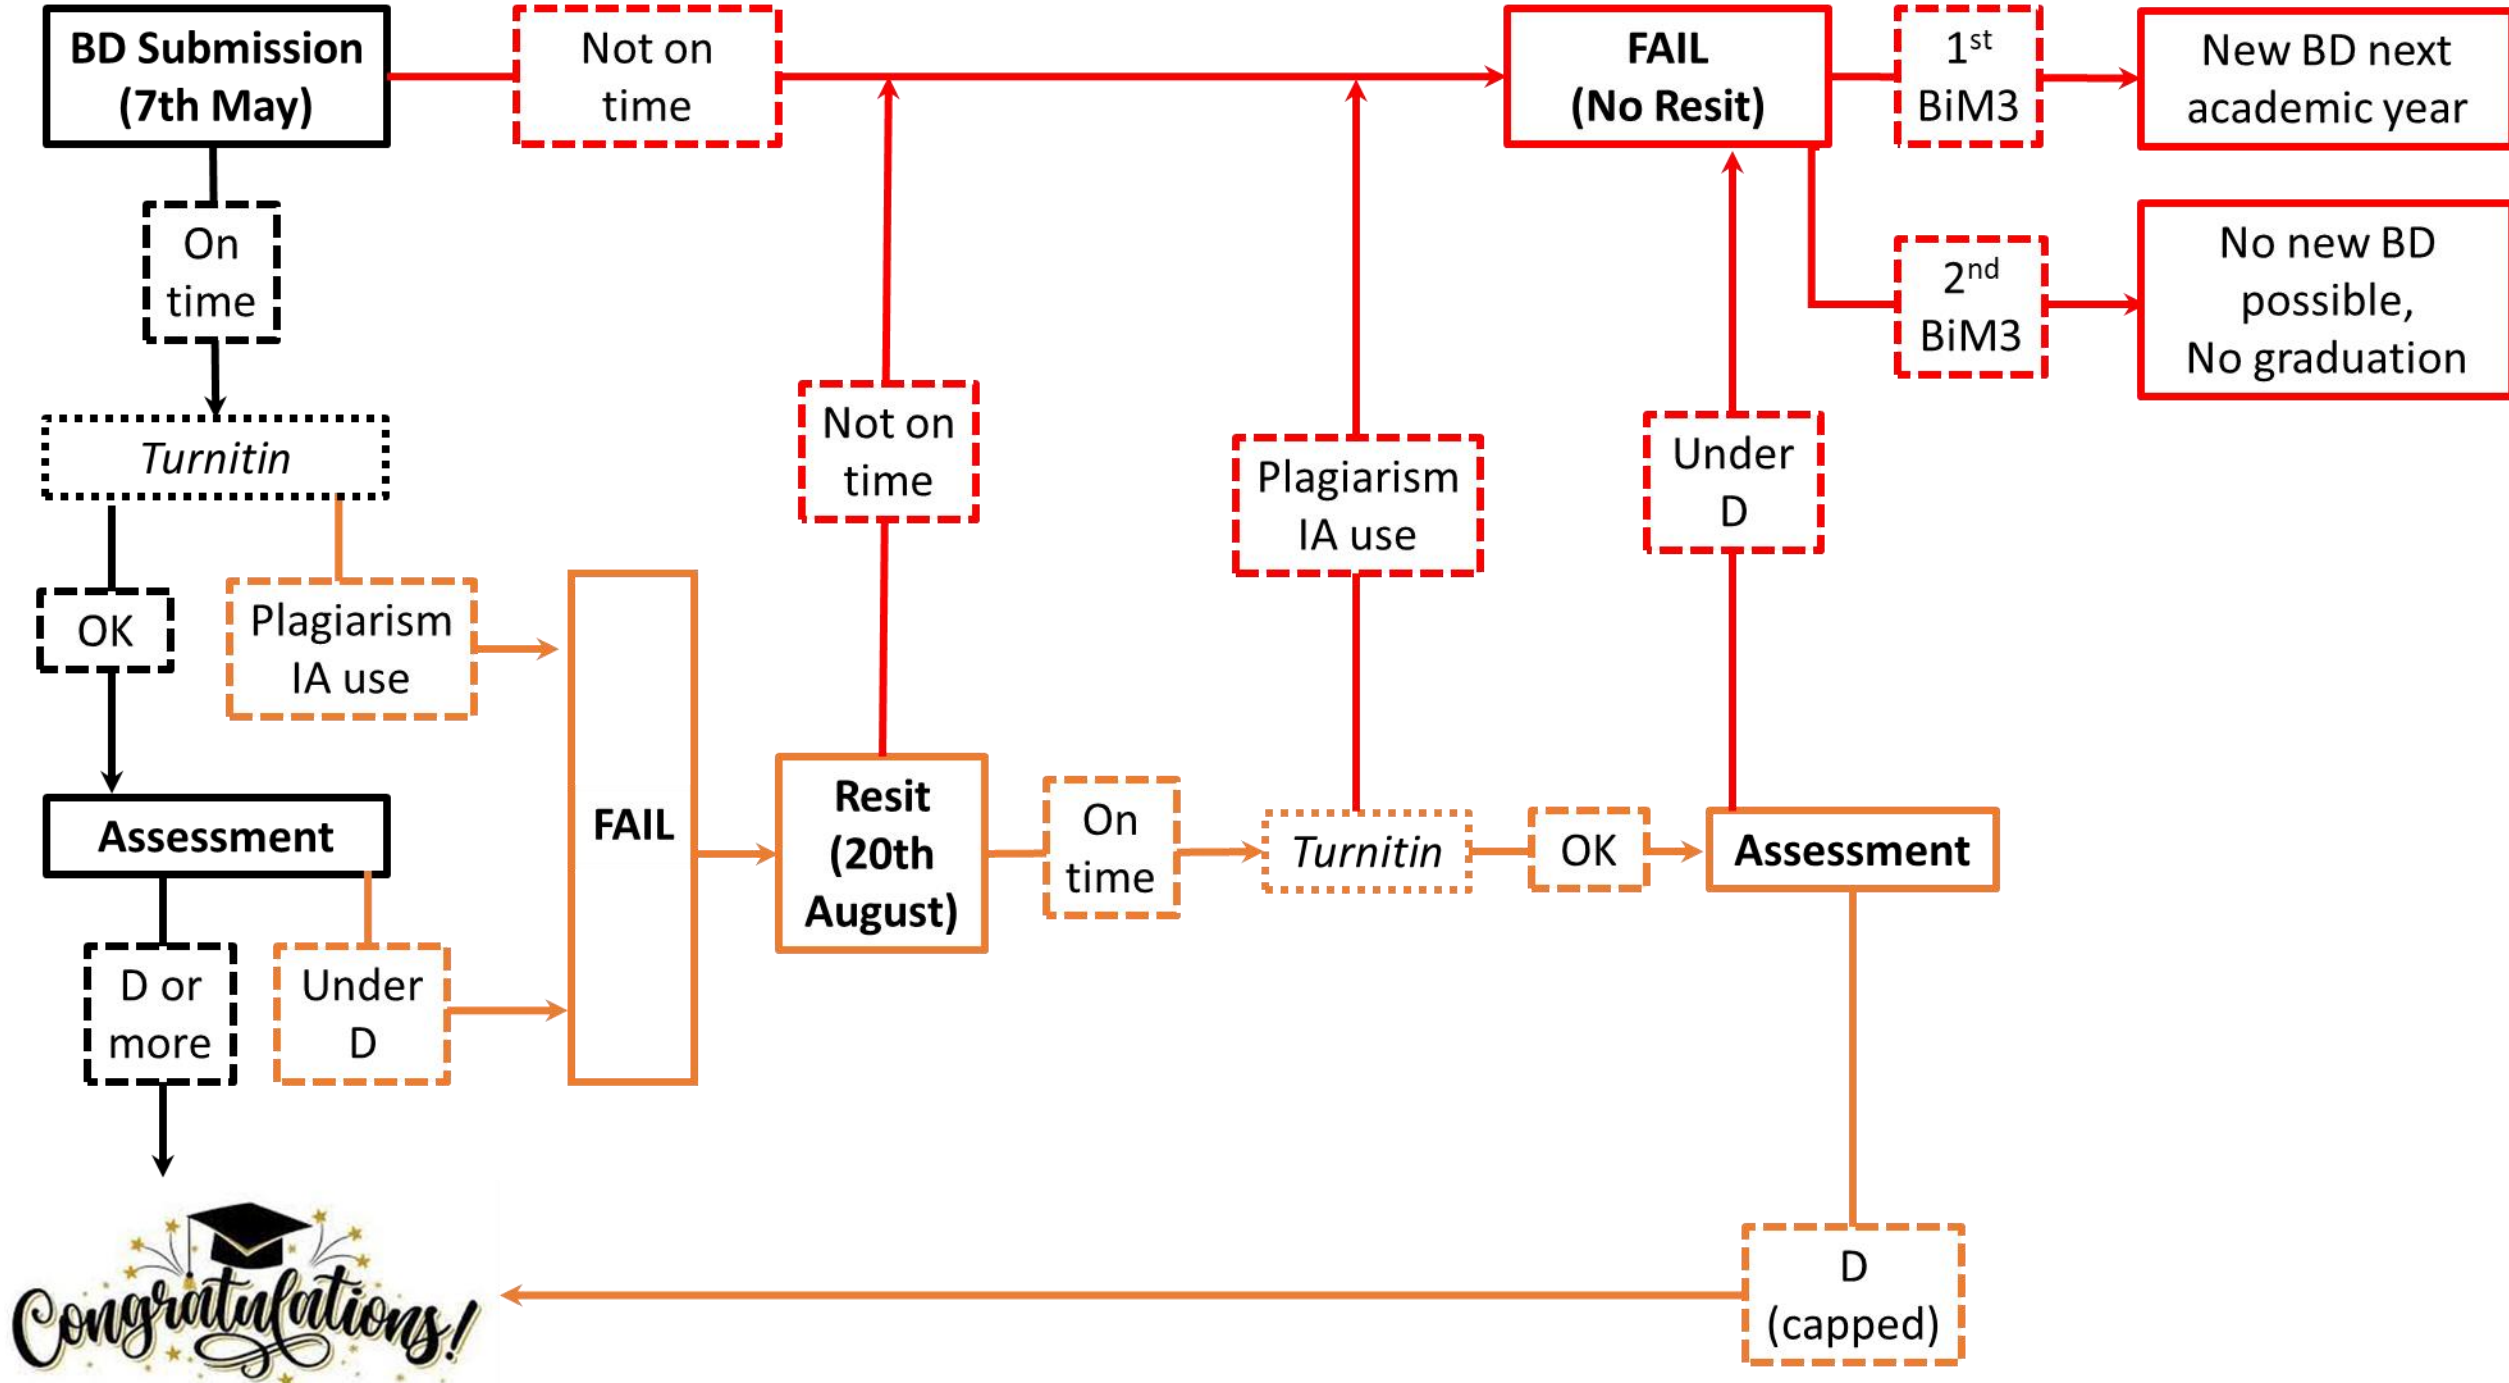 BD Submission
(7th May)
Not on
time
FAIL
(No Resit)
1st
BiM3
New BD next
academic year
On
time
2nd
BiM3
No new BD
possible,
No graduation
Turnitin
Not on
time
Plagiarism
IA use
Under
D
OK
Plagiarism
IA use
FAIL
Resit
(20th
August)
On
time
Turnitin
OK
Assessment
Assessment
D or
more
Under
D
D
(capped)
Congratulations!